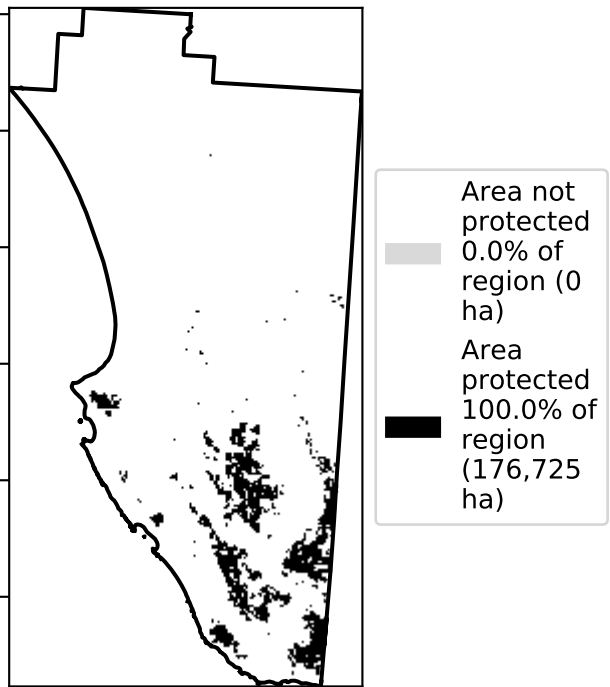 Area not
protected
0.0% of
region (0
ha)
Area
protected
100.0% of
region
(176,725
ha)